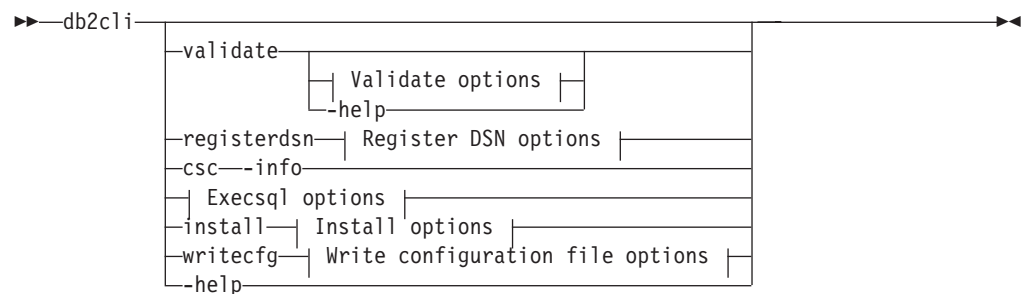 db2cli
validate
Validate options
-help
registerdsn Register DSN options
csc -info
Execsql options
install Install options
writecfg Write configuration file options
-help